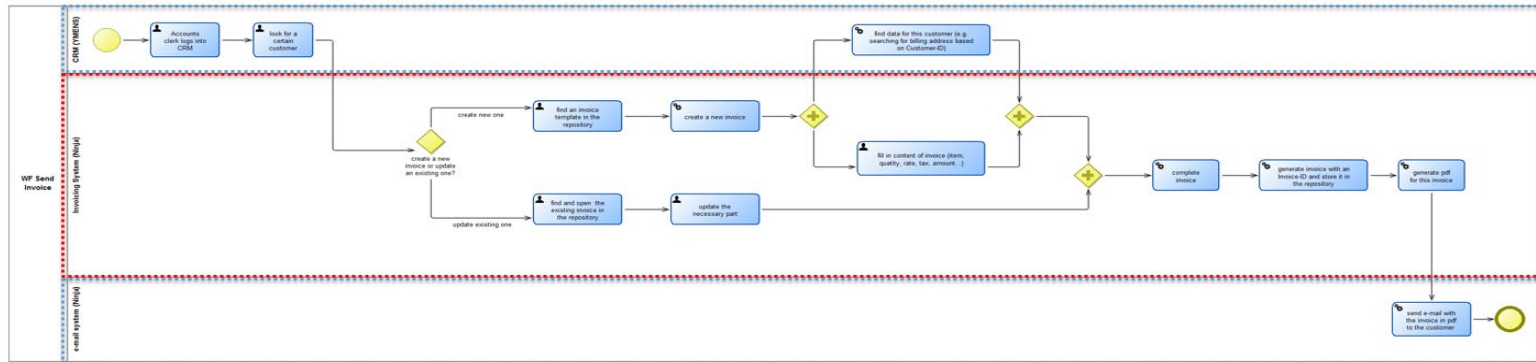 WF Send
Invoice
CRM (YMENS)
Accounts
clerk logs into
CRM
look for a
certain
customer
find data for this customer (e.g.
searching for billing address based
on Customer-ID)
Invoicing System (Ninja)
create a new
invoice or update
an existing one?
create new one
find an invoice
template in the
repository
create a new invoice
fill in content of invoice (item,
quatity, rate, tax, amount ..)
update existing one
find and open the
existing invoice in
the repository
update the
necessary part
complete
invoice
generate invoice with an
Invoice-ID and store it in
the repository
generate pdf
for this invoice
e-mail system (Ninja)
send e-mail with
the invoice in pdf
to the customer